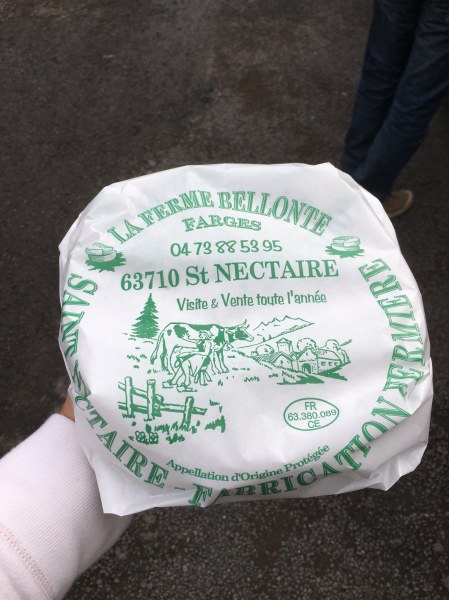 LA FERME BELLONTE
FARGES
04 73 88 53 95
63710 St NECTAIRE
Visite & Vente toute l'année
FR
63.380.089
CE
Appellation d'Origine Protégée
FABRICATION FERMIERE